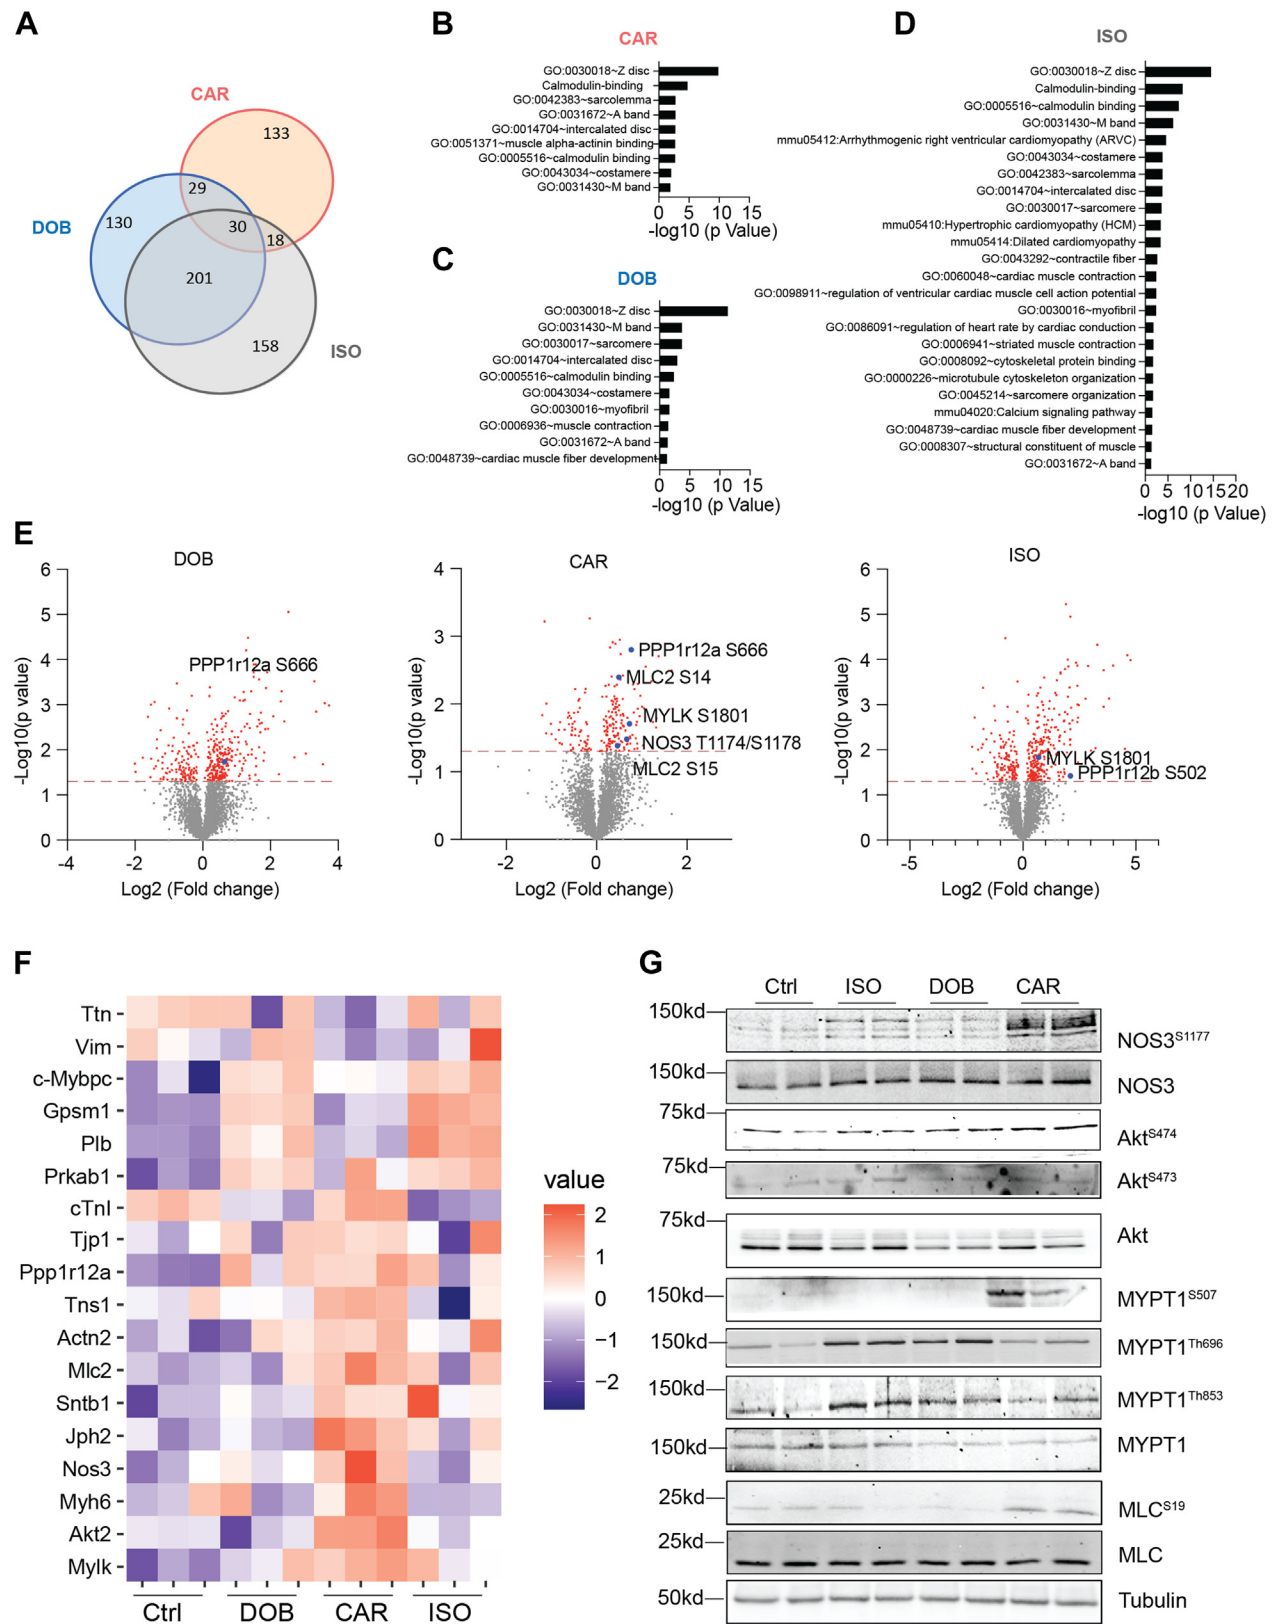 A
CAR
133
29
DOB
130
30
18
201
158
ISO
B
CAR
GO:0030018~Z disc
Calmodulin-binding
GO:0042383~sarcolemma
GO:0031672~A band
GO:0014704~intercalated disc
GO:0051371~muscle alpha-actinin binding
GO:0005516~calmodulin binding
GO:0043034~costamere
GO:0031430~M band
0 5 10 15
-log10 (p Value)
C
DOB
GO:0030018~Z disc
GO:0031430~M band
GO:0030017~sarcomere
GO:0014704~intercalated disc
GO:0005516~calmodulin binding
GO:0043034~costamere
GO:0030016~myofibril
GO:0006936~muscle contraction
GO:0031672~A band
GO:0048739~cardiac muscle fiber development
0 5 10 15
-log10 (p Value)
D
ISO
GO:0030018~Z disc
Calmodulin-binding
GO:0005516~calmodulin binding
GO:0031430~M band
mmu05412:Arrhythmogenic right ventricular cardiomyopathy (ARVC)
GO:0043034~costamere
GO:0042383~sarcolemma
GO:0014704~intercalated disc
GO:0030017~sarcomere
mmu05410:Hypertrophic cardiomyopathy (HCM)
mmu05414:Dilated cardiomyopathy
GO:0043292~contractile fiber
GO:0060048~cardiac muscle contraction
GO:0098911~regulation of ventricular cardiac muscle cell action potential
GO:0030016~myofibril
GO:0086091~regulation of heart rate by cardiac conduction
GO:0006941~striated muscle contraction
GO:0008092~cytoskeletal protein binding
GO:0000226~microtubule cytoskeleton organization
GO:0045214~sarcomere organization
mmu04020:Calcium signaling pathway
GO:0048739~cardiac muscle fiber development
GO:0008307~structural constituent of muscle
GO:0031672~A band
0 5 10 15 20
-log10 (p Value)
E
DOB
6
5
4
3
2
1
0
-Log10(p value)
PPP1r12a S666
-4 -2 0 2 4
Log2 (Fold change)
CAR
4
3
2
1
0
-Log10(p value)
PPP1r12a S666
MLC2 S14
MYLK S1801
NOS3 T1174/S1178
MLC2 S15
-2 0 2
Log2 (Fold change)
ISO
6
5
4
3
2
1
0
-Log10(p value)
MYLK S1801
PPP1r12b S502
-5 0 5
Log2 (Fold change)
F
Ttn
Vim
c-Mybpc
Gpsm1
Plb
Prkab1
cTnI
Tjp1
Ppp1r12a
Tns1
Actn2
Mlc2
Sntb1
Jph2
Nos3
Myh6
Akt2
Mylk
Ctrl DOB CAR ISO
value
2
1
0
−1
−2
G
Ctrl ISO DOB CAR
150kd NOS3S1177
150kd NOS3
75kd AktS474
75kd AktS473
75kd Akt
150kd MYPT1S507
150kd MYPT1Th696
150kd MYPT1Th853
150kd MYPT1
25kd MLCS19
25kd MLC
50kd Tubulin